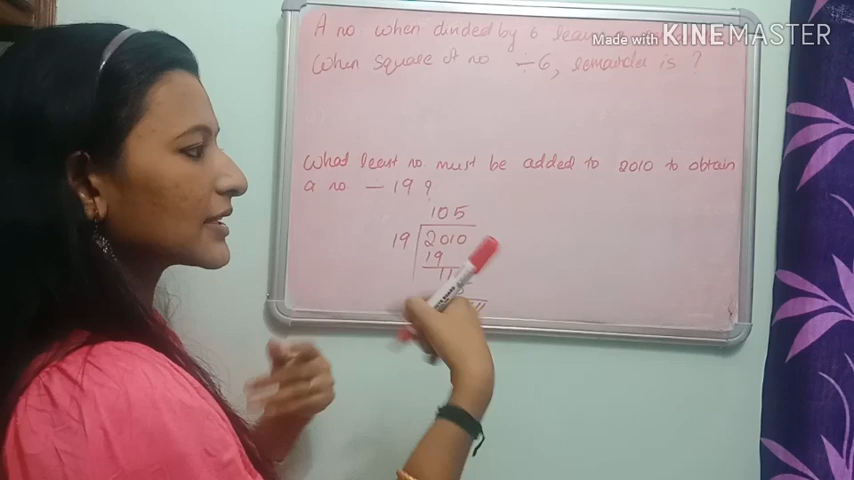 A no when divided by 6 leaves
Made with KINEMASTER
When square of no ÷ 6, remainder is ?
What least no must be added to 2010 to obtain
a no — 19 ?
105
19 2010
19
11